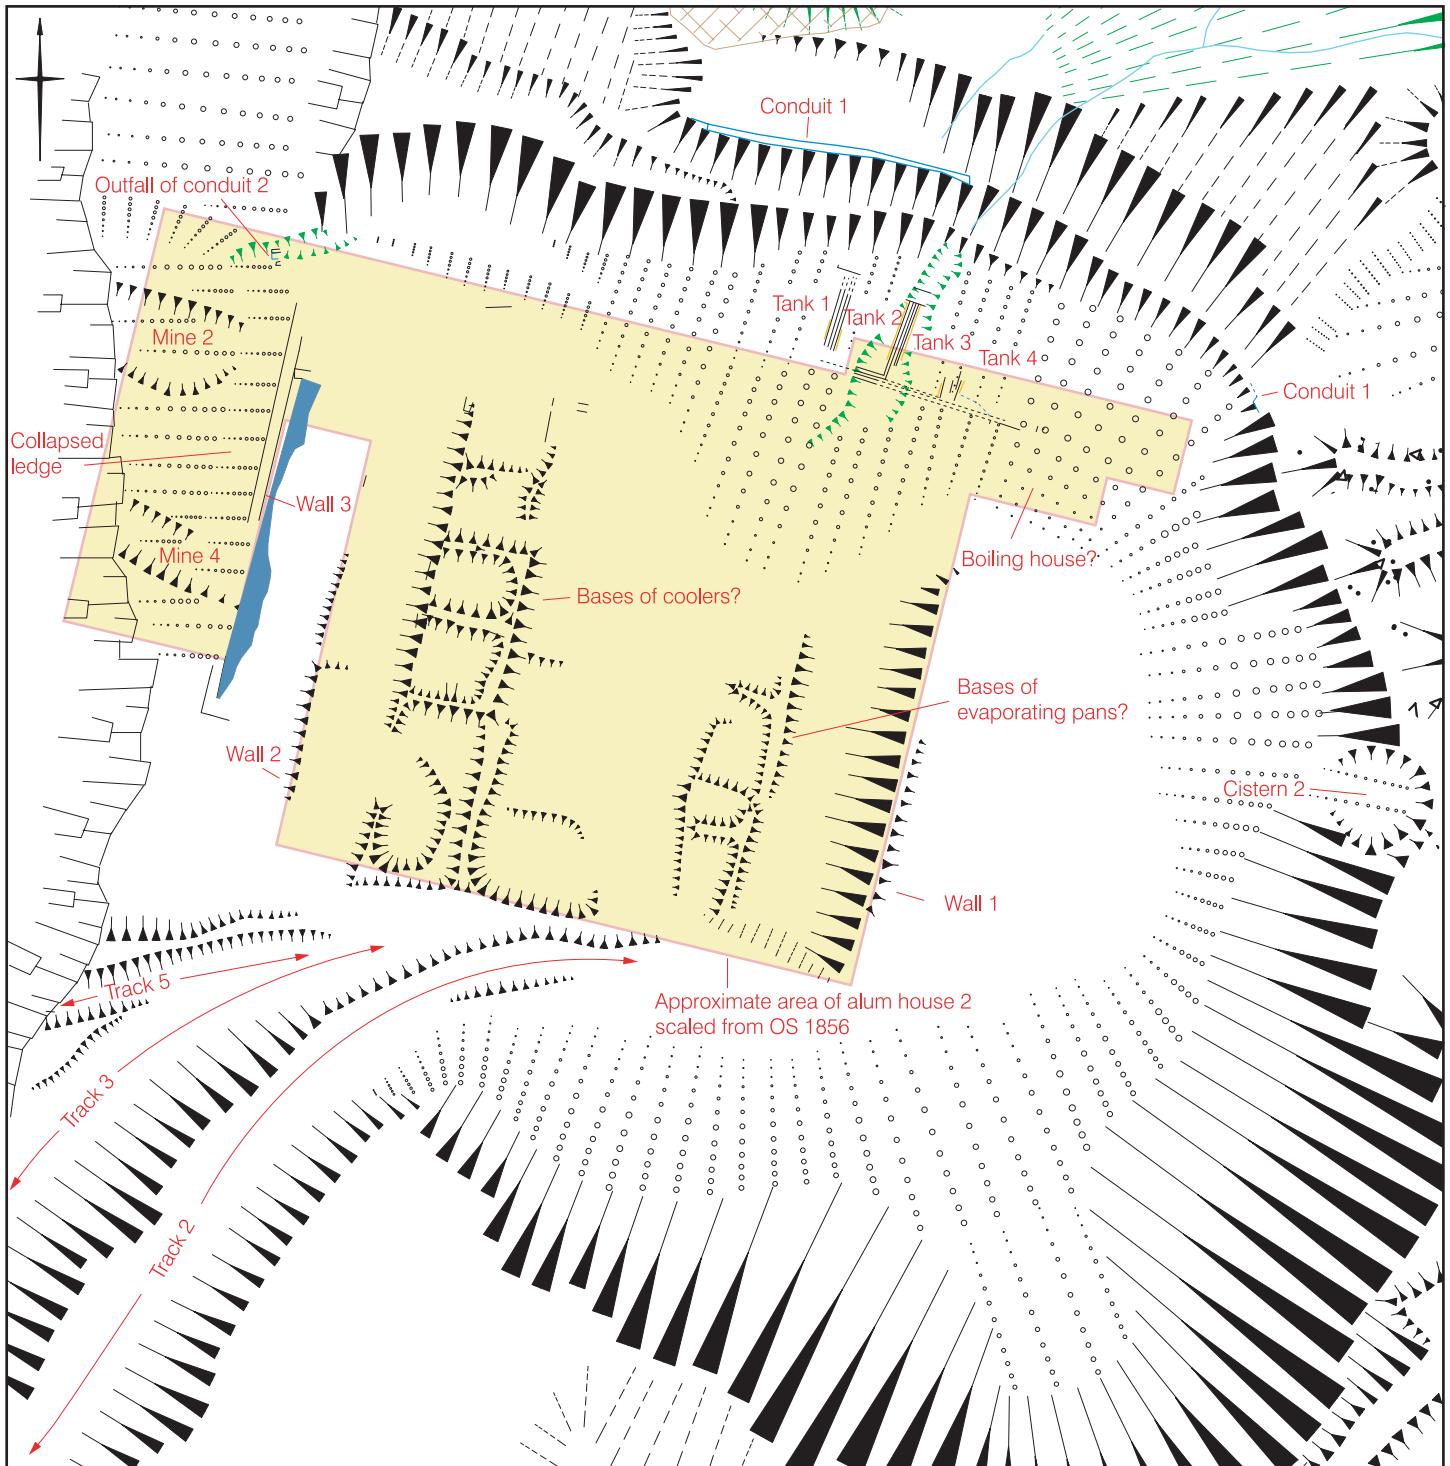 Conduit 1
Outfall of conduit 2
Tank 1
Tank 2
Mine 2
Tank 3
Tank 4
Conduit 1
Collapsed
ledge
Wall 3
Mine 4
Boiling house?
Bases of coolers?
Bases of
evaporating pans?
Wall 2
Cistern 2
Wall 1
Track 5
Approximate area of alum house 2
scaled from OS 1856
Track 3
Track 2